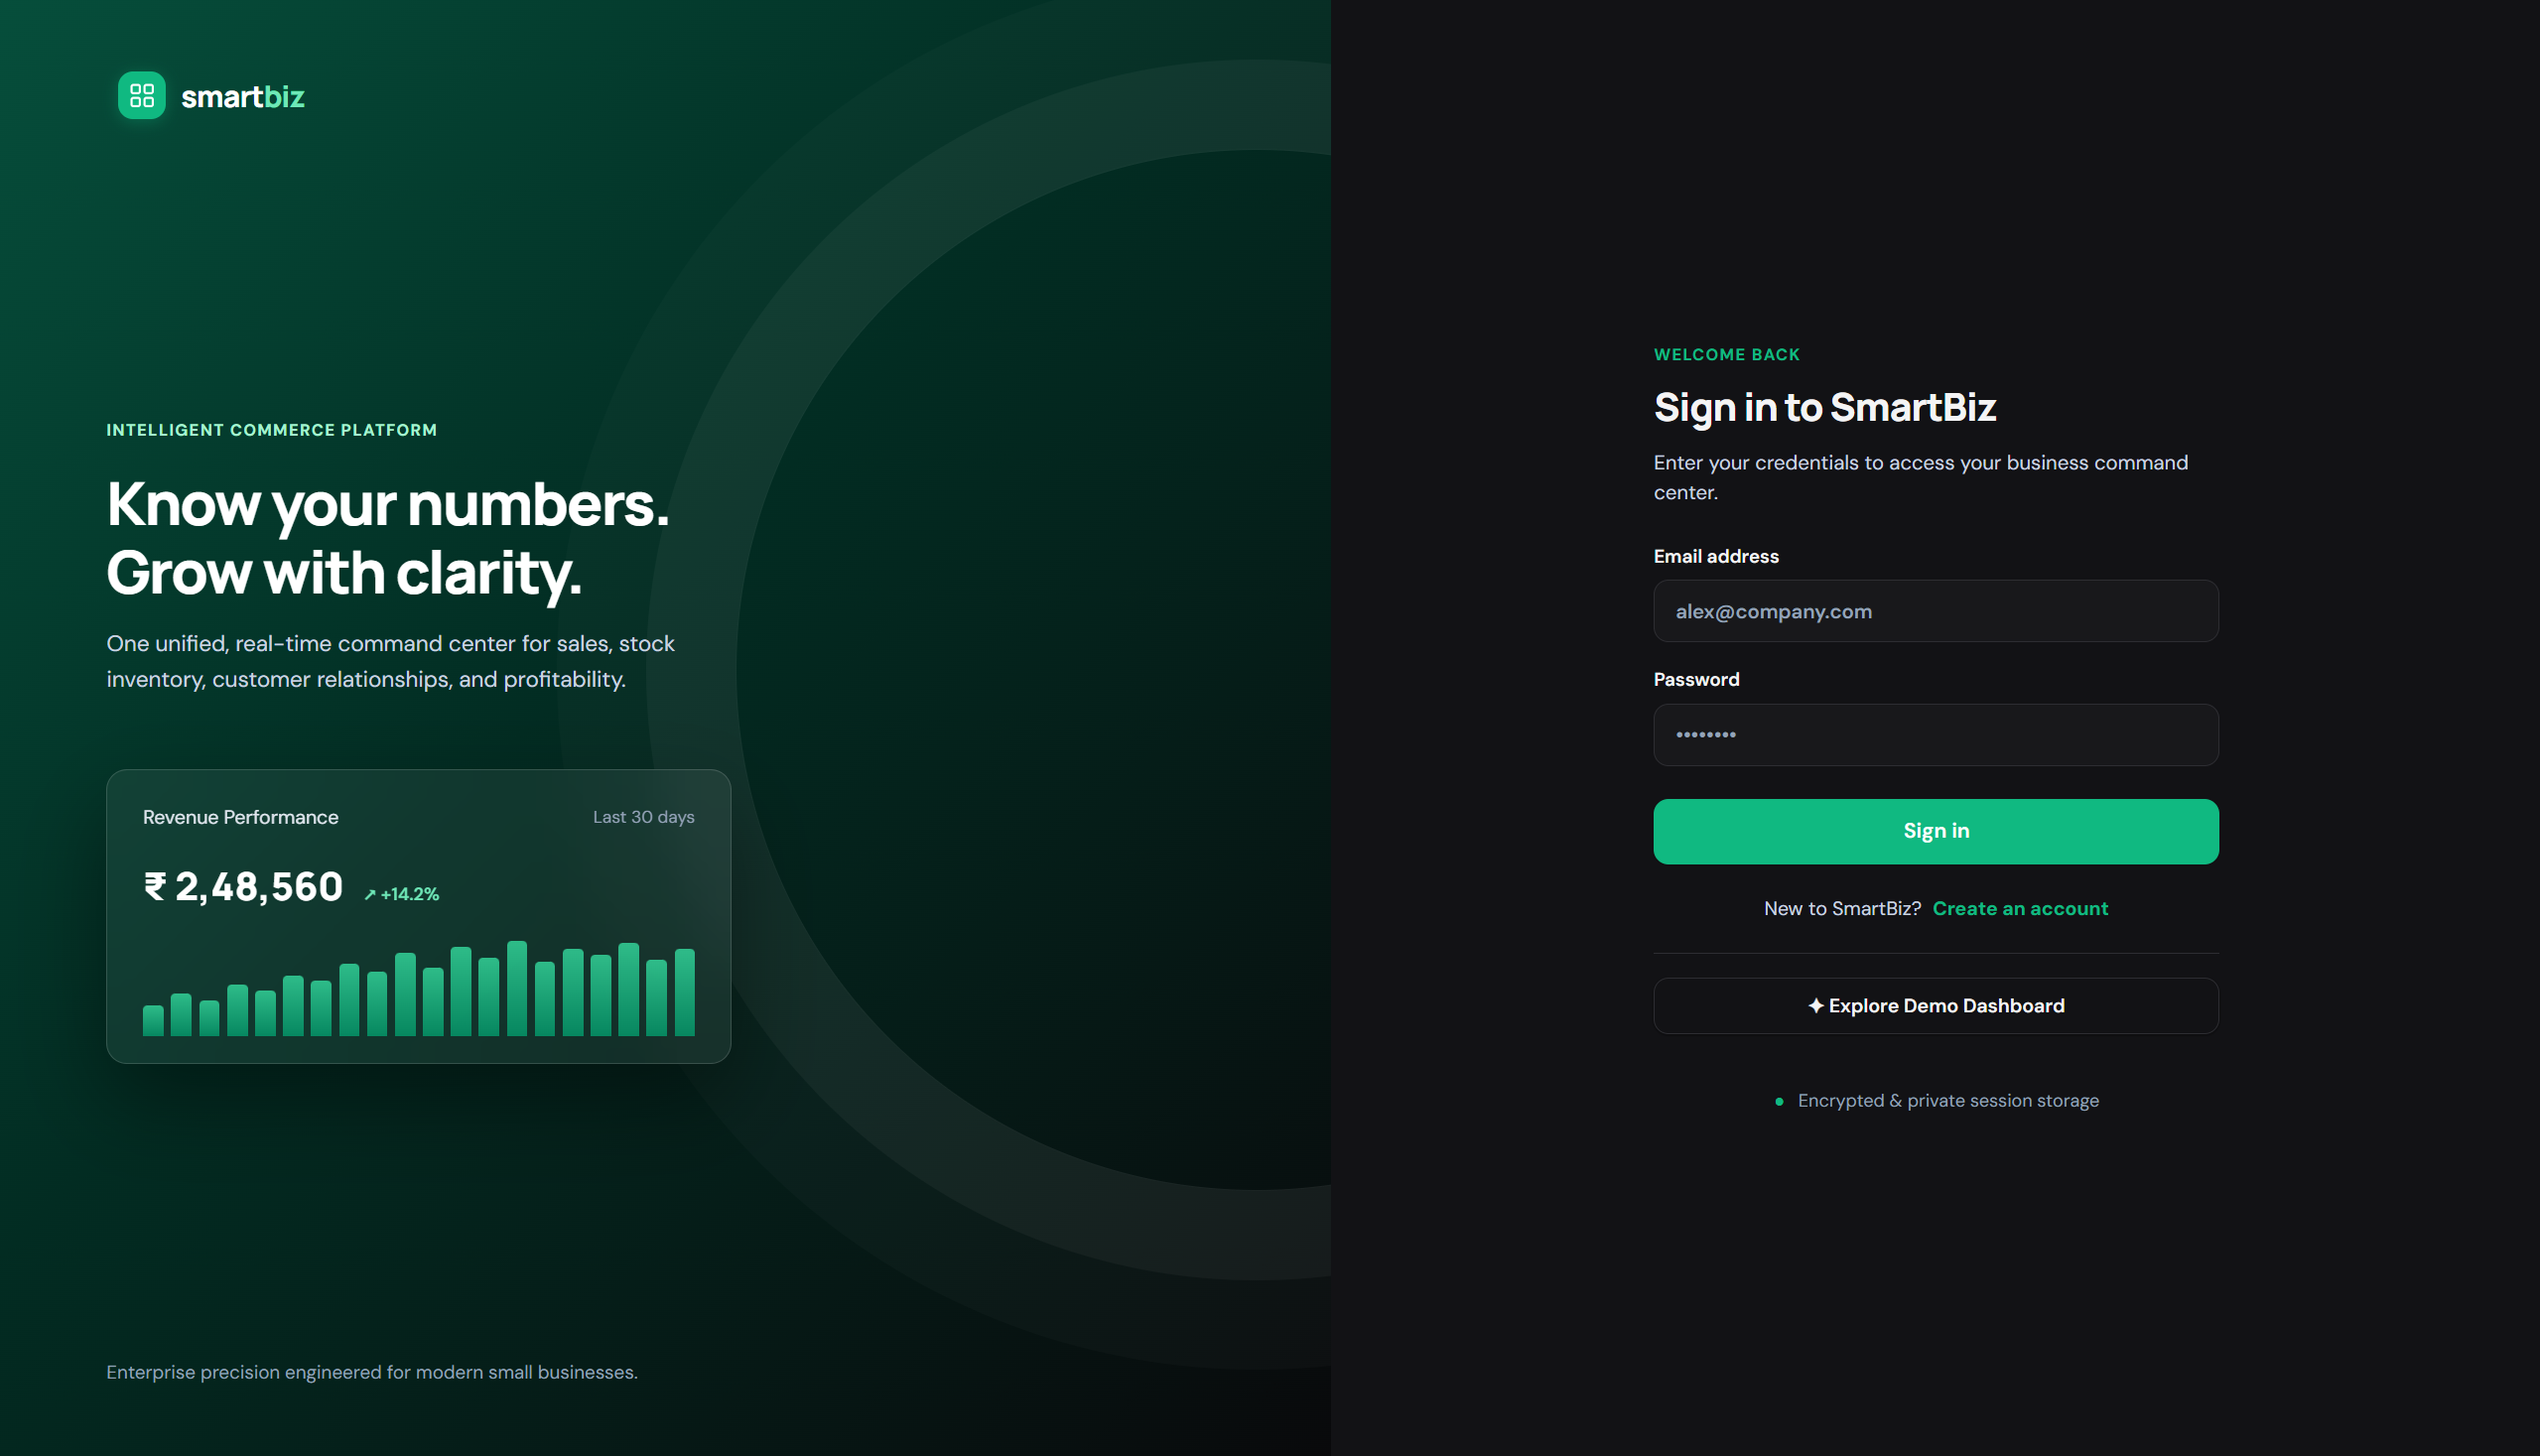 smartbiz
INTELLIGENT COMMERCE PLATFORM
Know your numbers.
Grow with clarity.
One unified, real-time command center for sales, stock
inventory, customer relationships, and profitability.
Revenue Performance
Last 30 days
₹ 2,48,560
↗ +14.2%
Enterprise precision engineered for modern small businesses.
WELCOME BACK
Sign in to SmartBiz
Enter your credentials to access your business command
center.
Email address
alex@company.com
Password
••••••••
Sign in
New to SmartBiz? Create an account
✦ Explore Demo Dashboard
Encrypted & private session storage